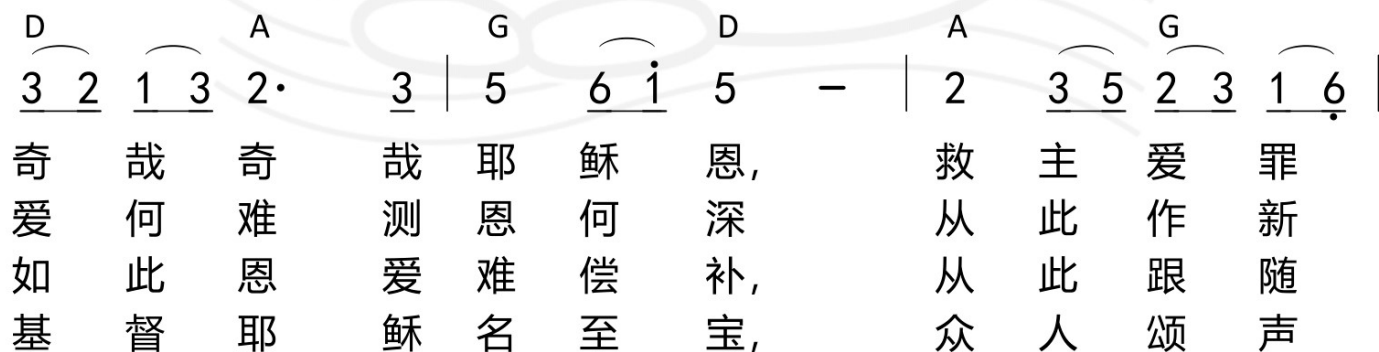 D A G D A G
3 2 1 3 2· 3 | 5 6 1̇ 5 – | 2 3 5 2 3 1 6̣ |
奇 哉 奇 哉 耶 稣 恩, 救 主 爱 罪
爱 何 难 测 恩 何 深 从 此 作 新
如 此 恩 爱 难 偿 补, 从 此 跟 随
基 督 耶 稣 名 至 宝, 众 人 颂 声